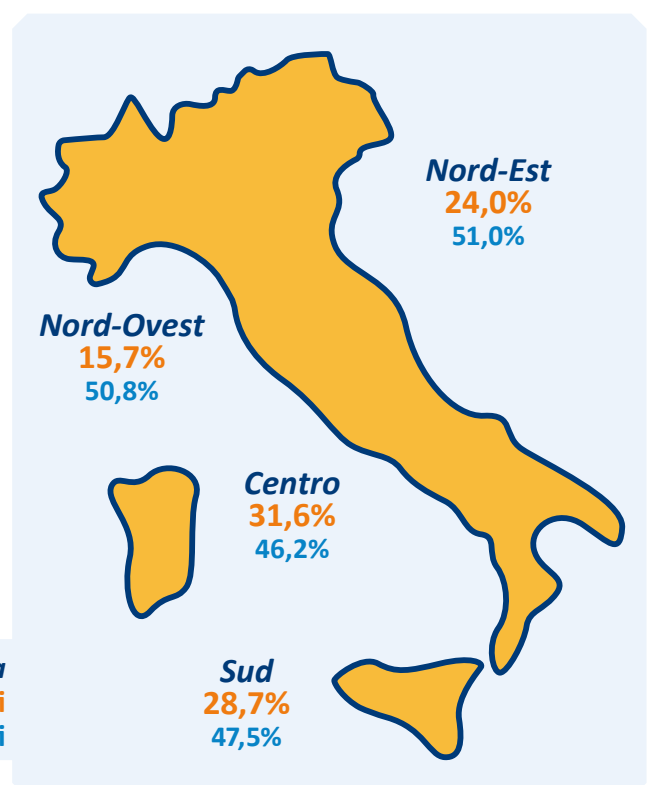 Nord-Est
24,0%
51,0%
Nord-Ovest
15,7%
50,8%
Centro
31,6%
46,2%
Sud
28,7%
47,5%